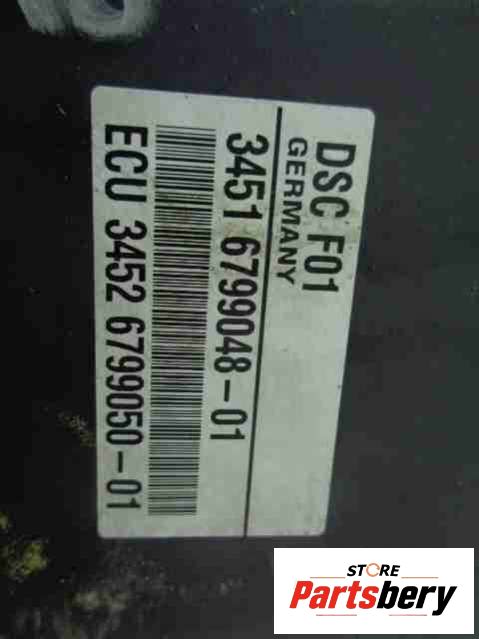 DSC F01
GERMANY
3451 6799048-01
ECU 3452 6799050-01
STORE
Partsbery